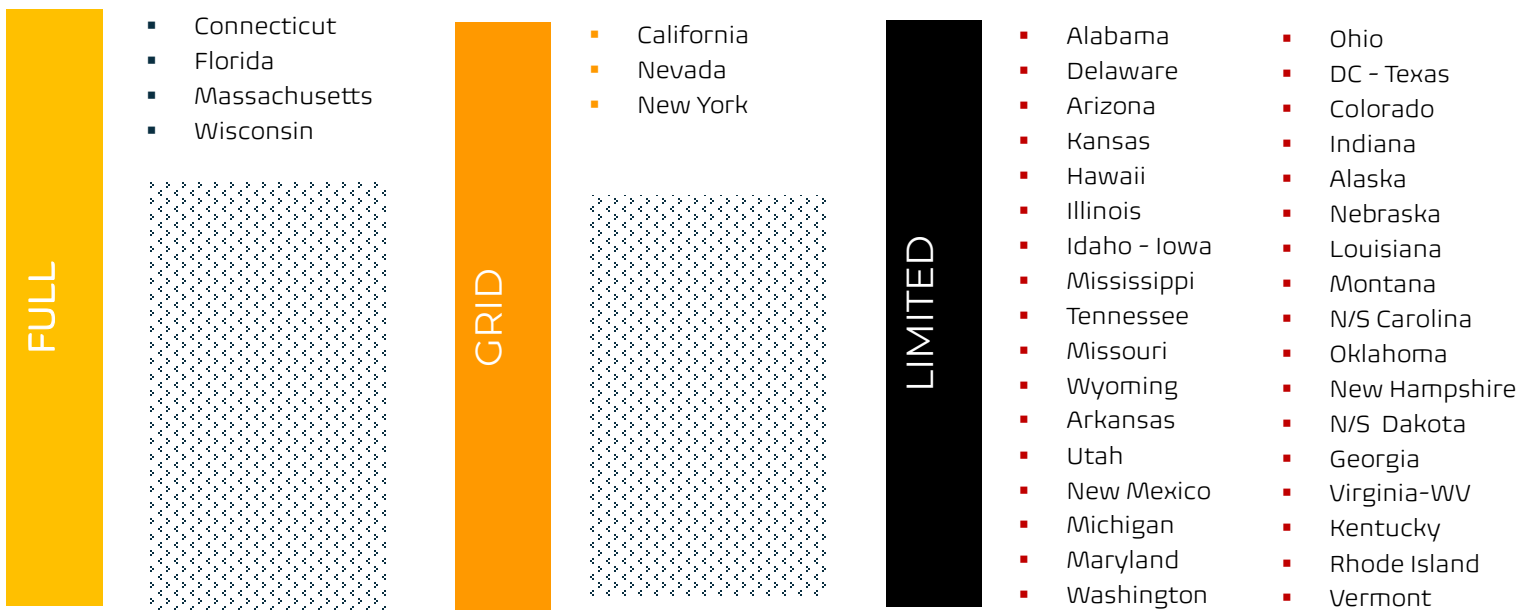 FULL
Connecticut
Florida
Massachusetts
Wisconsin
GRID
California
Nevada
New York
LIMITED
Alabama
Delaware
Arizona
Kansas
Hawaii
Illinois
Idaho - Iowa
Mississippi
Tennessee
Missouri
Wyoming
Arkansas
Utah
New Mexico
Michigan
Maryland
Washington
Ohio
DC - Texas
Colorado
Indiana
Alaska
Nebraska
Louisiana
Montana
N/S Carolina
Oklahoma
New Hampshire
N/S Dakota
Georgia
Virginia-WV
Kentucky
Rhode Island
Vermont